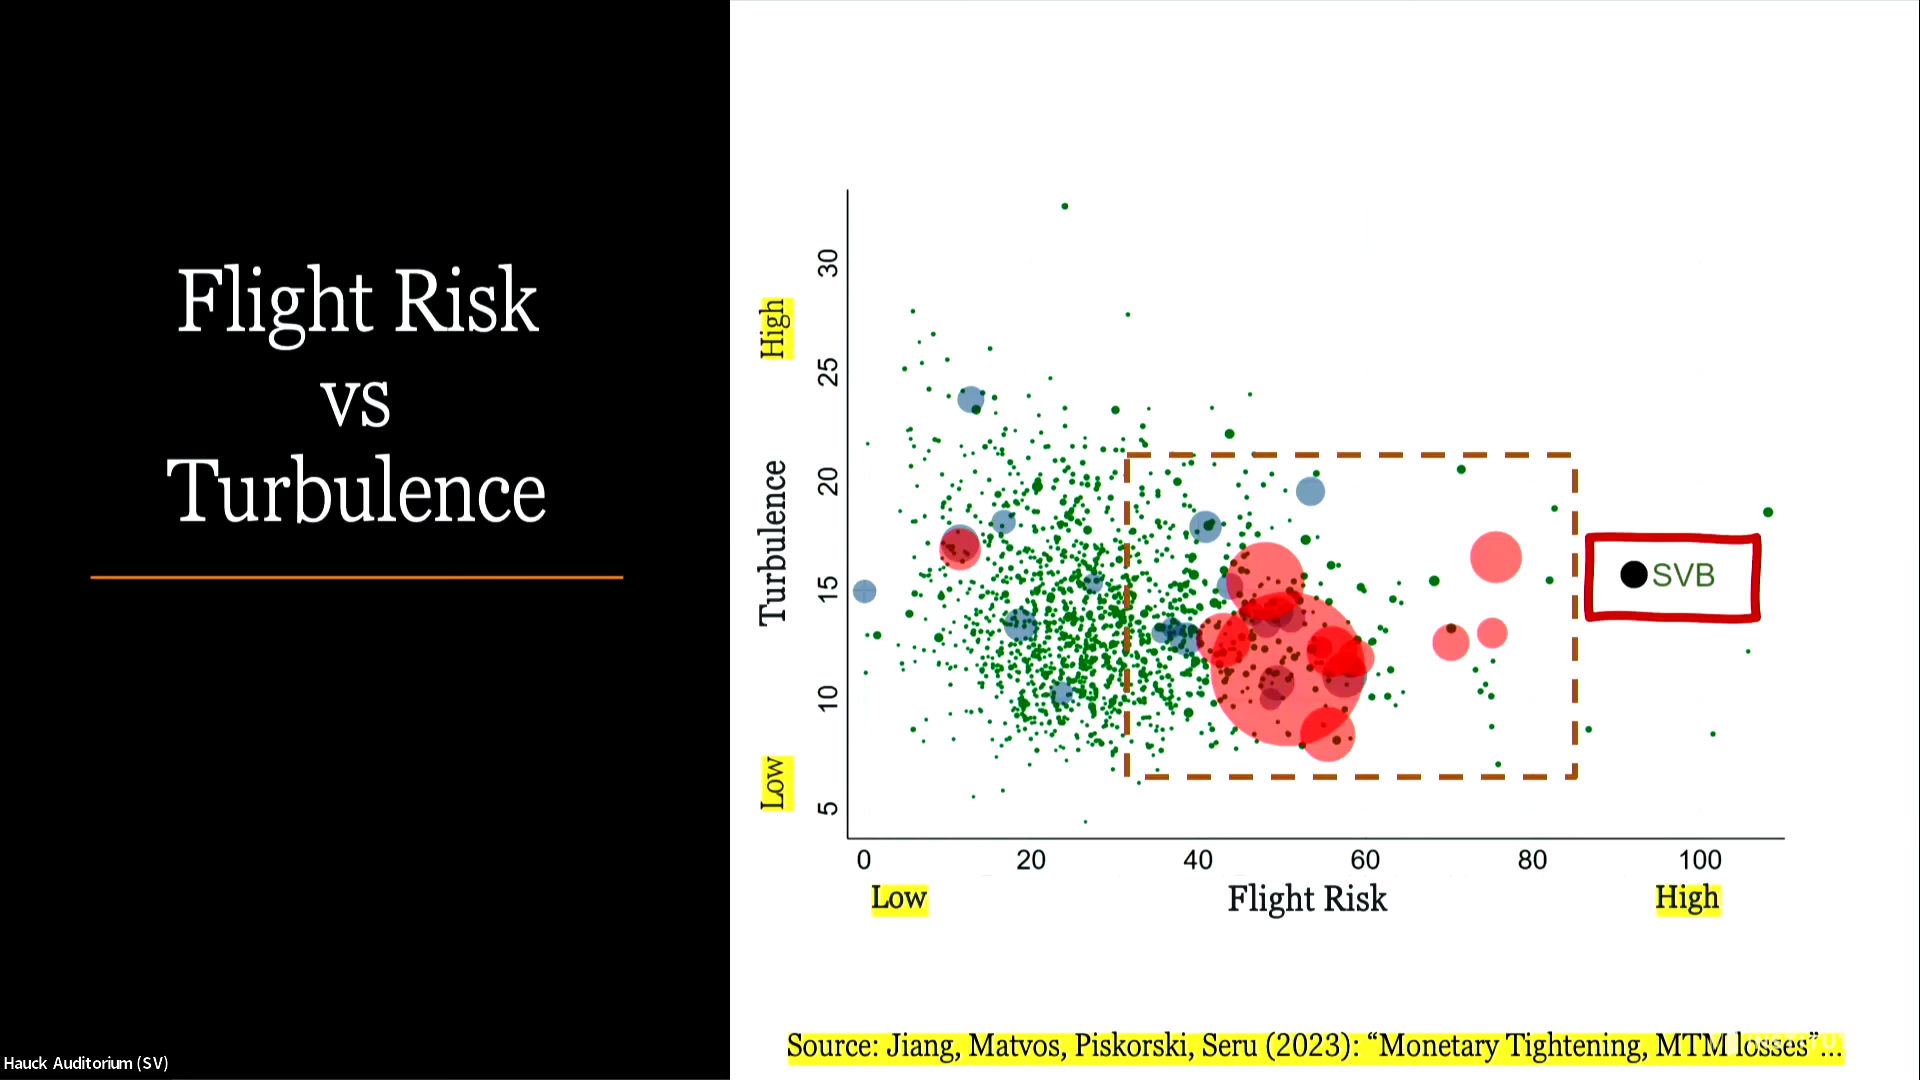 Flight Risk
vs
Turbulence
Hauck Auditorium (SV)
High
Turbulence
Low
30
25
20
15
10
5
SVB
0 20 40 60 80 100
Low Flight Risk High
Source: Jiang, Matvos, Piskorski, Seru (2023): “Monetary Tightening, MTM losses”...